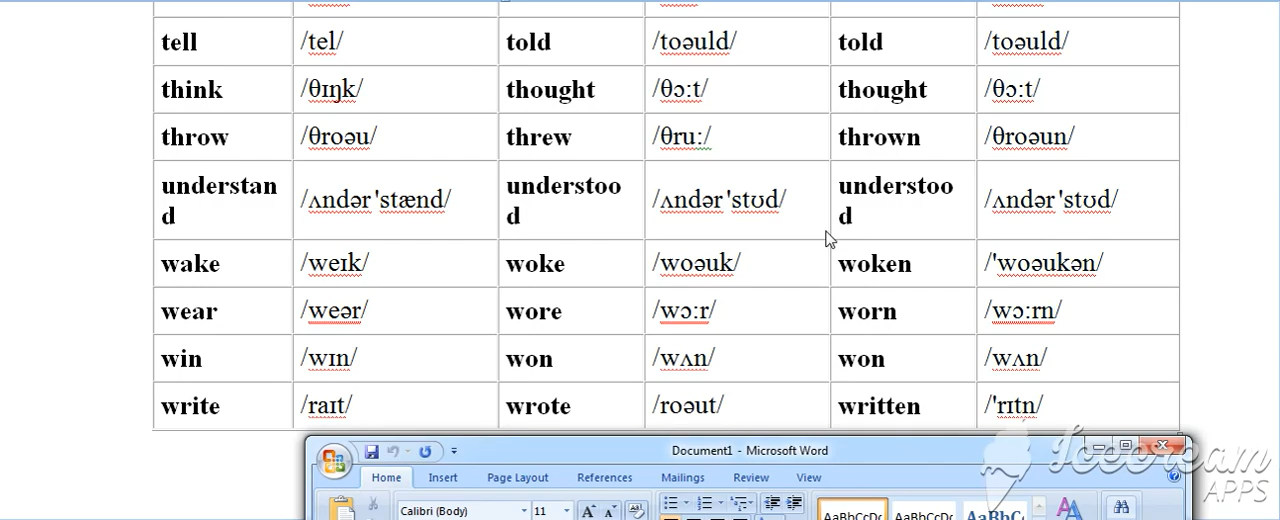 tell /tel/ told /toəuld/ told /toəuld/
think /θɪŋk/ thought /θɔ:t/ thought /θɔ:t/
throw /θroəu/ threw /θru:/ thrown /θroəun/
understan
d /ʌndər 'stænd/ understoo
d /ʌndər 'stʊd/ understoo
d /ʌndər 'stʊd/
wake /weɪk/ woke /woəuk/ woken /'woəukən/
wear /weər/ wore /wɔ:r/ worn /wɔ:rn/
win /wɪn/ won /wʌn/ won /wʌn/
write /raɪt/ wrote /roəut/ written /'rɪtn/
Document1 - Microsoft Word
Home Insert Page Layout References Mailings Review View
Calibri (Body) 11 AaBbCcDc AaBbCcDc AaBbC
Icecream
APPS